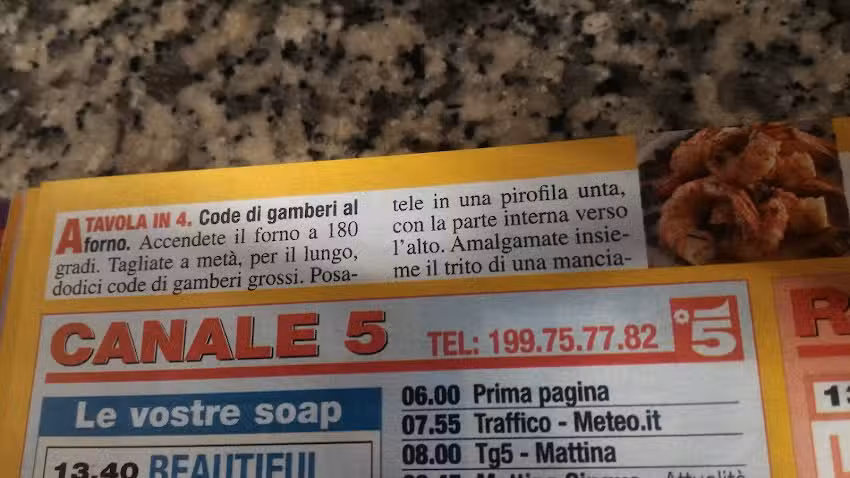 A TAVOLA IN 4. Code di gamberi al
forno. Accendete il forno a 180
gradi. Tagliate a metà, per il lungo,
dodici code di gamberi grossi. Posa-
tele in una pirofila unta,
con la parte interna verso
l'alto. Amalgamate insie-
me il trito di una mancia-
CANALE 5
TEL: 199.75.77.82
5
Le vostre soap
13.40 BEAUTIFUL
06.00 Prima pagina
07.55 Traffico - Meteo.it
08.00 Tg5 - Mattina